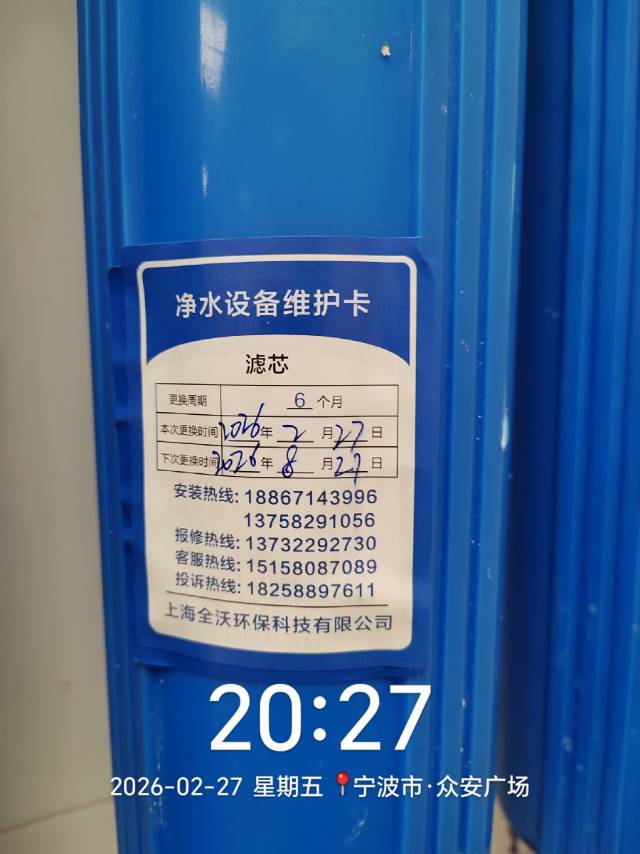 净水设备维护卡
滤芯
更换周期 6 个月
本次更换时间 2026 年 2 月 27 日
下次更换时间 2026 年 8 月 27 日
安装热线: 18867143996
13758291056
报修热线: 13732292730
客服热线: 15158087089
投诉热线: 18258897611
上海全沃环保科技有限公司
20:27
2026-02-27 星期五 📍宁波市·众安广场